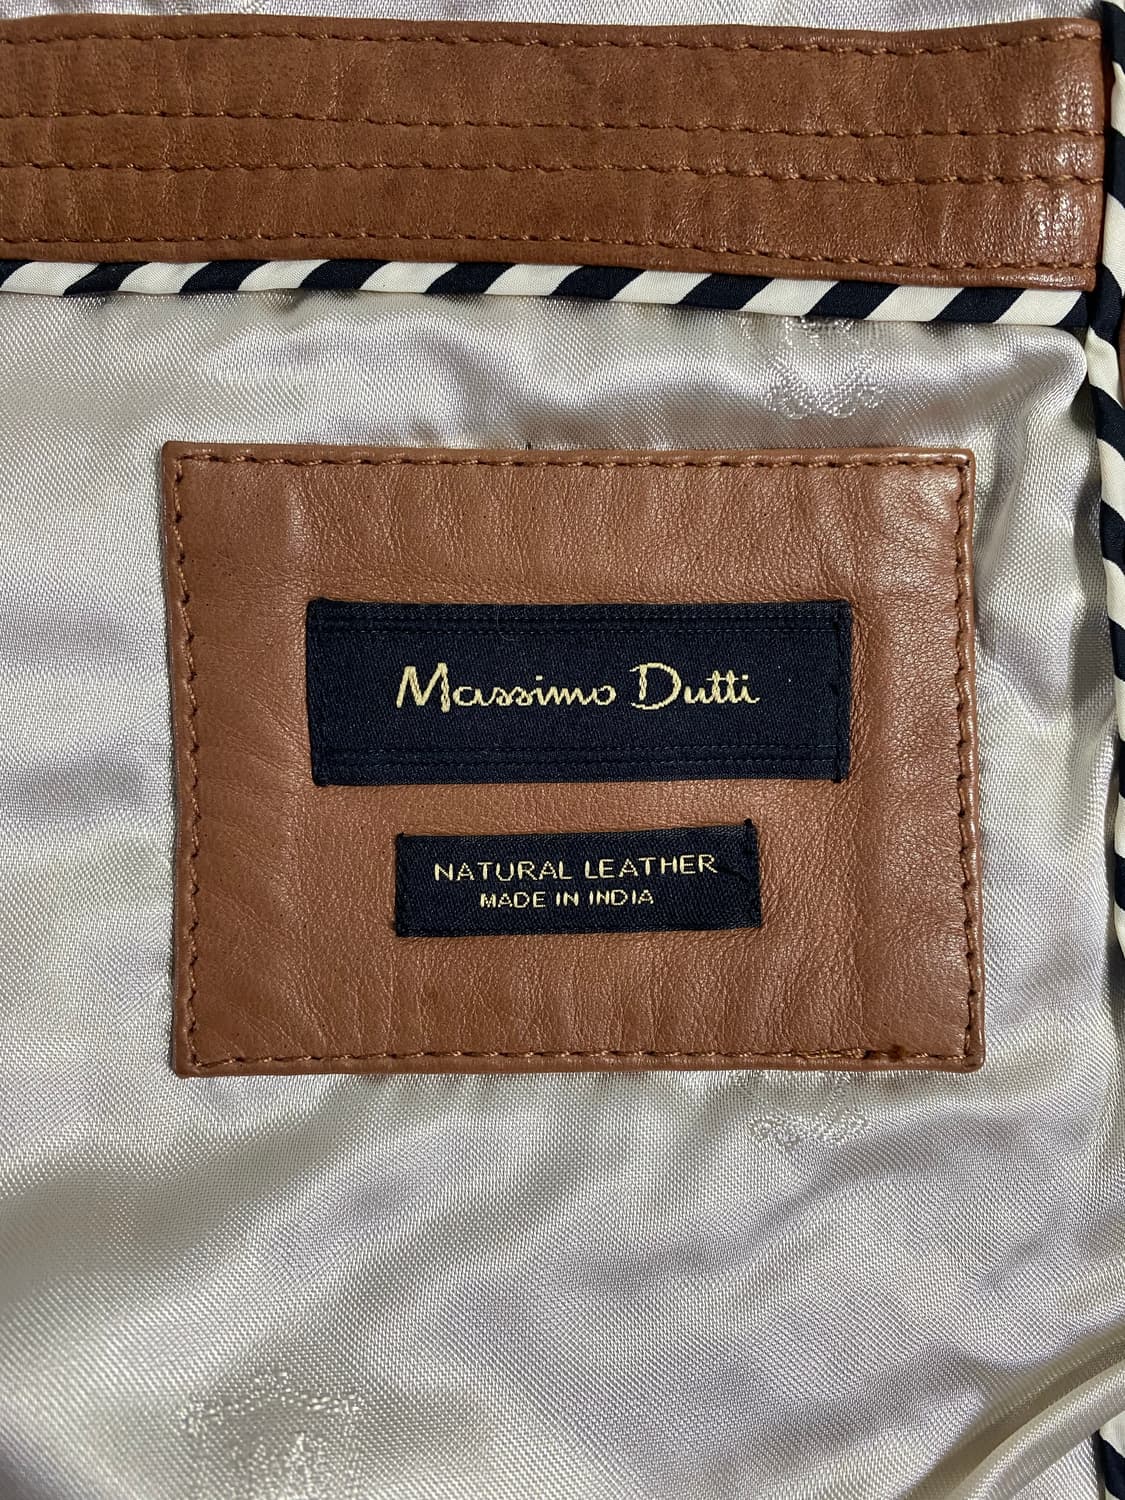 Massimo Dutti
NATURAL LEATHER
MADE IN INDIA